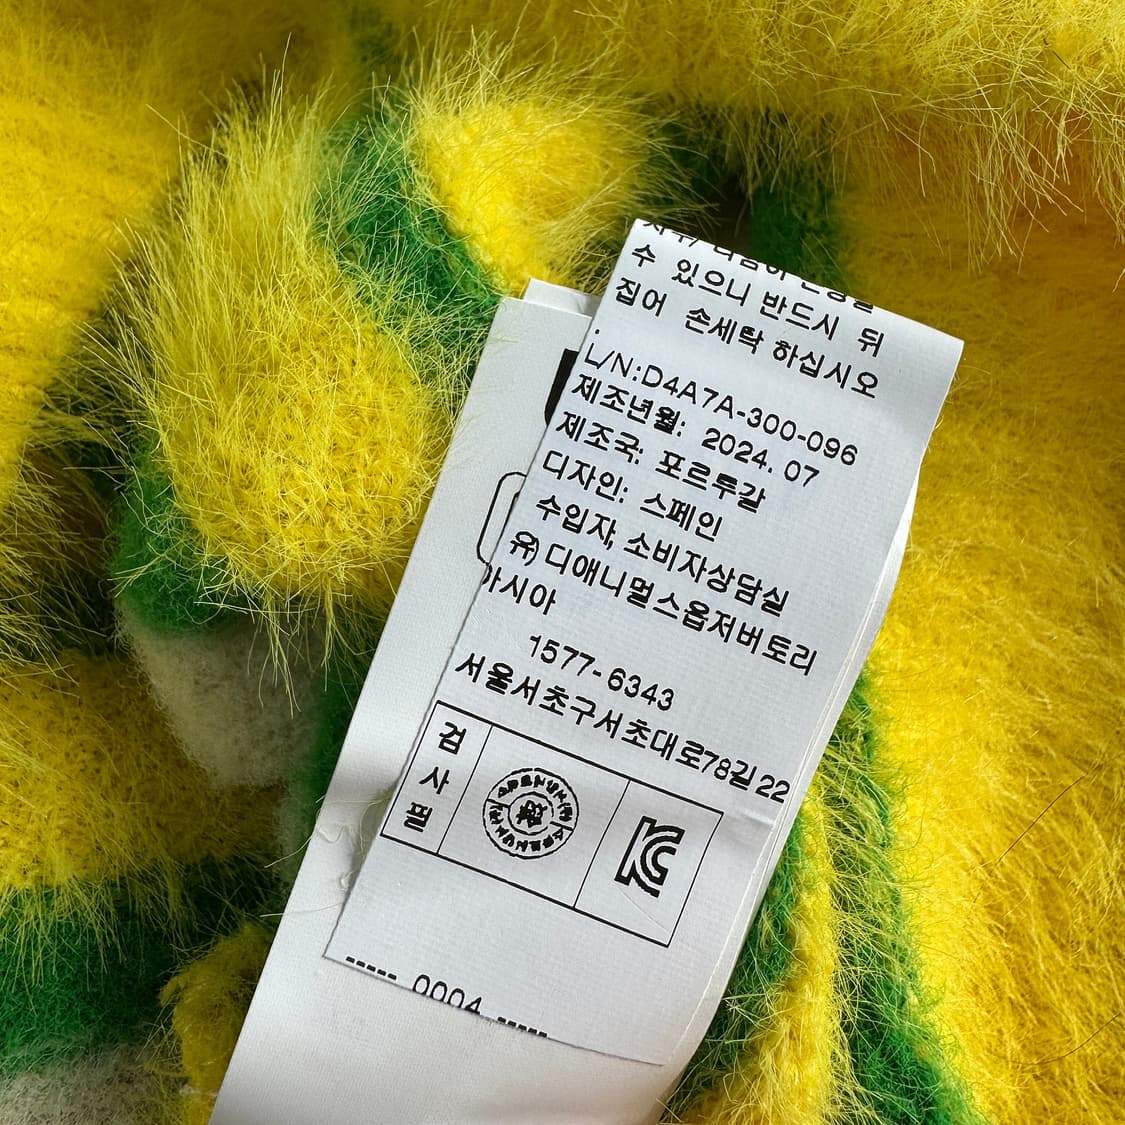 수 있으니 반드시 뒤
집어 손세탁 하십시오
.
L/N:D4A7A-300-096
제조년월: 2024. 07
제조국: 포르투갈
디자인: 스페인
수입자, 소비자상담실
유) 디애니멀스옵저버토리
아시아
1577-6343
서울서초구서초대로78길 22
검
사
필
KC
----- 0004 -----